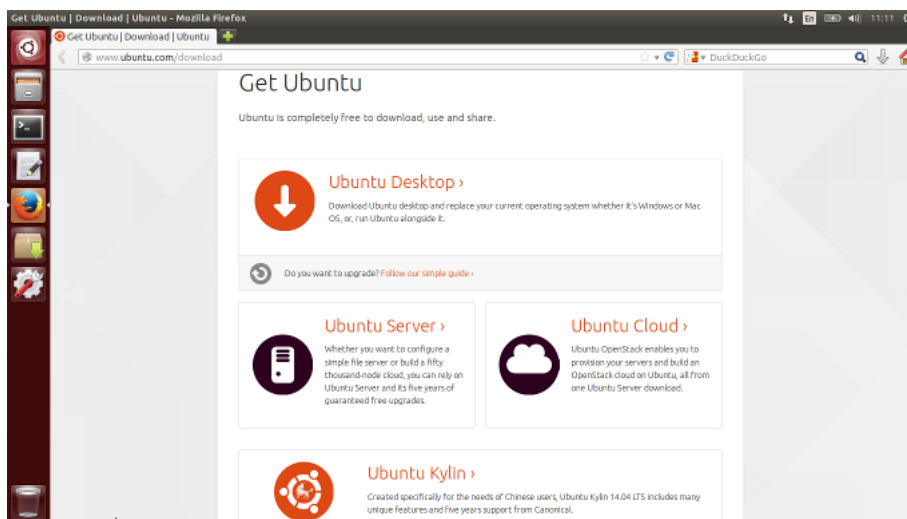 Get Ubuntu | Download | Ubuntu - Mozilla Firefox
En
11:11
Get Ubuntu | Download | Ubuntu
www.ubuntu.com/download
DuckDuckGo
Get Ubuntu
Ubuntu is completely free to download, use and share.
Ubuntu Desktop ›
Download Ubuntu desktop and replace your current operating system whether it's Windows or Mac
OS, or, run Ubuntu alongside it.
Do you want to upgrade? Follow our simple guide ›
Ubuntu Server ›
Whether you want to configure a
simple file server or build a fifty
thousand-node cloud, you can rely on
Ubuntu Server and its five years of
guaranteed free upgrades.
Ubuntu Cloud ›
Ubuntu OpenStack enables you to
provision your servers and build an
OpenStack cloud on Ubuntu, all from
one Ubuntu Server download.
Ubuntu Kylin ›
Created specifically for the needs of Chinese users, Ubuntu Kylin 14.04 LTS includes many
unique features and five years support from Canonical.